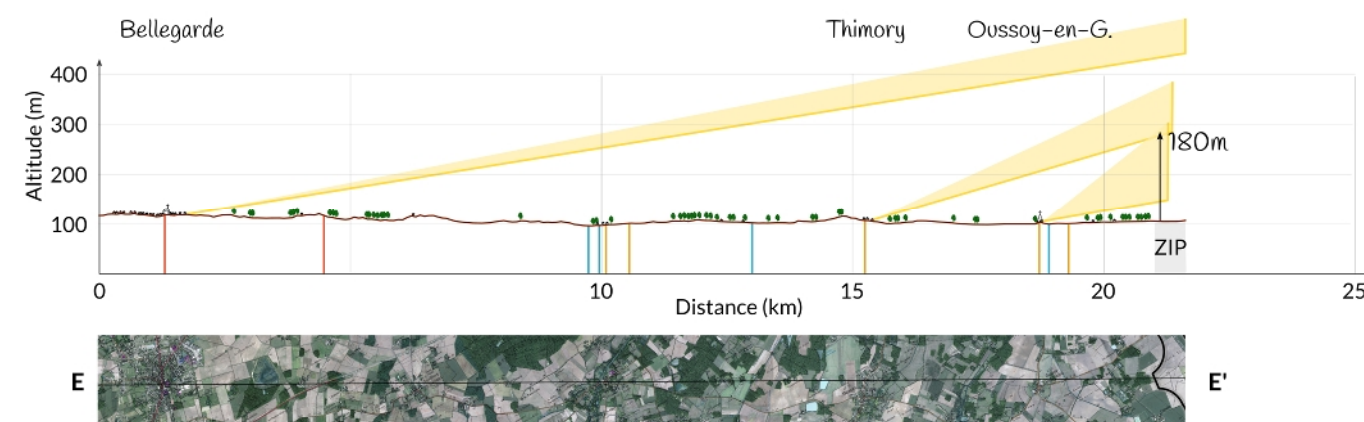 Bellegarde
Thimory
Oussoy-en-G.
Altitude (m)
400
300
200
100
180m
ZIP
0
10
15
20
25
Distance (km)
E
E'